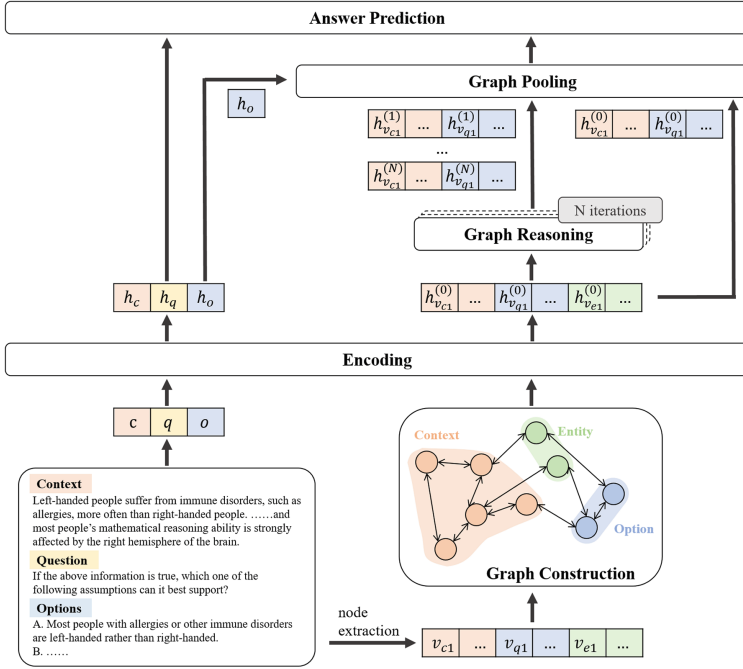 Answer Prediction
Graph Pooling
h_o
h_{v_{c1}}^{(1)} ... h_{v_{q1}}^{(1)} ...
...
h_{v_{c1}}^{(N)} ... h_{v_{q1}}^{(N)} ...
h_{v_{c1}}^{(0)} ... h_{v_{q1}}^{(0)} ...
N iterations
Graph Reasoning
h_c h_q h_o
h_{v_{c1}}^{(0)} ... h_{v_{q1}}^{(0)} ... h_{v_{e1}}^{(0)} ...
Encoding
c q o
Context
Left-handed people suffer from immune disorders, such as
allergies, more often than right-handed people. ……and
most people's mathematical reasoning ability is strongly
affected by the right hemisphere of the brain.
Question
If the above information is true, which one of the
following assumptions can it best support?
Options
A. Most people with allergies or other immune disorders
are left-handed rather than right-handed.
B. ……
Context
Entity
Option
Graph Construction
node
extraction
v_{c1} ... v_{q1} ... v_{e1} ...